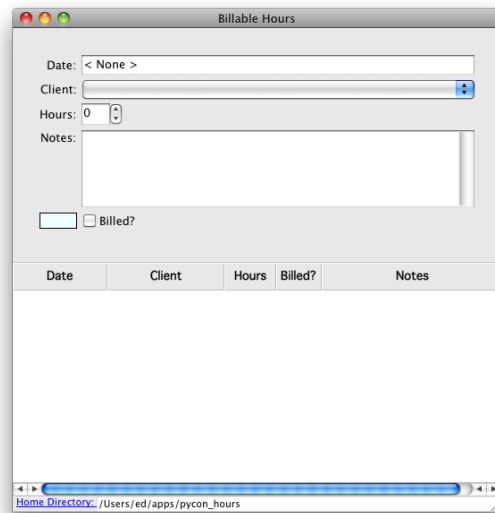 Billable Hours
Date: < None >
Client:
Hours: 0
Notes:
Billed?
Date Client Hours Billed? Notes
Home Directory: /Users/ed/apps/pycon_hours